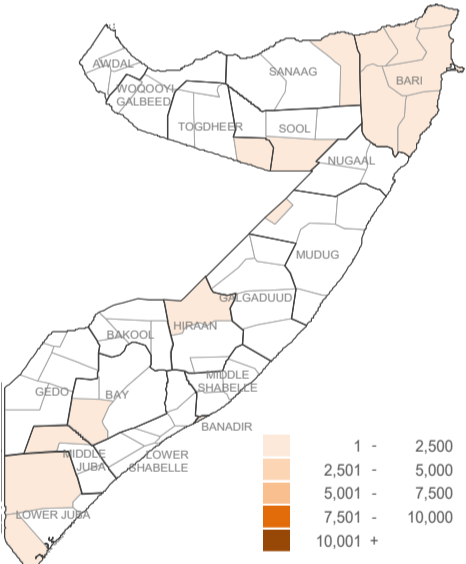 AWDAL
WOQOOYI
GALBEED
SANAAG
BARI
TOGDHEER
SOOL
NUGAAL
MUDUG
GALGADUUD
HIRAAN
BAKOOL
MIDDLE
SHABELLE
GEDO
BAY
BANADIR
MIDDLE
JUBA
LOWER
SHABELLE
LOWER JUBA
1 - 2,500
2,501 - 5,000
5,001 - 7,500
7,501 - 10,000
10,001 +